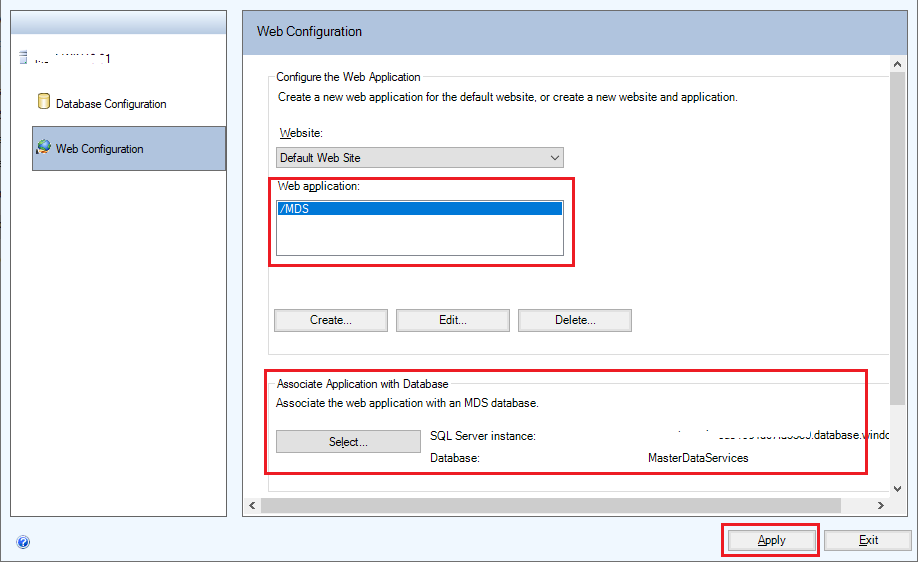 Database Configuration
Web Configuration
Web Configuration
Configure the Web Application
Create a new web application for the default website, or create a new website and application.
Website:
Default Web Site
Web application:
/MDS
Create...
Edit...
Delete...
Associate Application with Database
Associate the web application with an MDS database.
Select...
SQL Server instance:
.database.windo
Database:
MasterDataServices
Apply
Exit